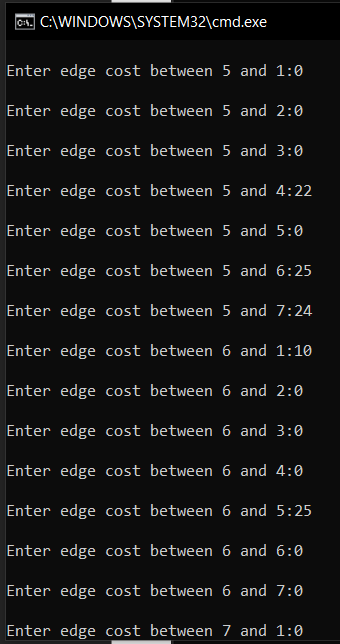 C:\WINDOWS\SYSTEM32\cmd.exe
Enter edge cost between 5 and 1:0
Enter edge cost between 5 and 2:0
Enter edge cost between 5 and 3:0
Enter edge cost between 5 and 4:22
Enter edge cost between 5 and 5:0
Enter edge cost between 5 and 6:25
Enter edge cost between 5 and 7:24
Enter edge cost between 6 and 1:10
Enter edge cost between 6 and 2:0
Enter edge cost between 6 and 3:0
Enter edge cost between 6 and 4:0
Enter edge cost between 6 and 5:25
Enter edge cost between 6 and 6:0
Enter edge cost between 6 and 7:0
Enter edge cost between 7 and 1:0